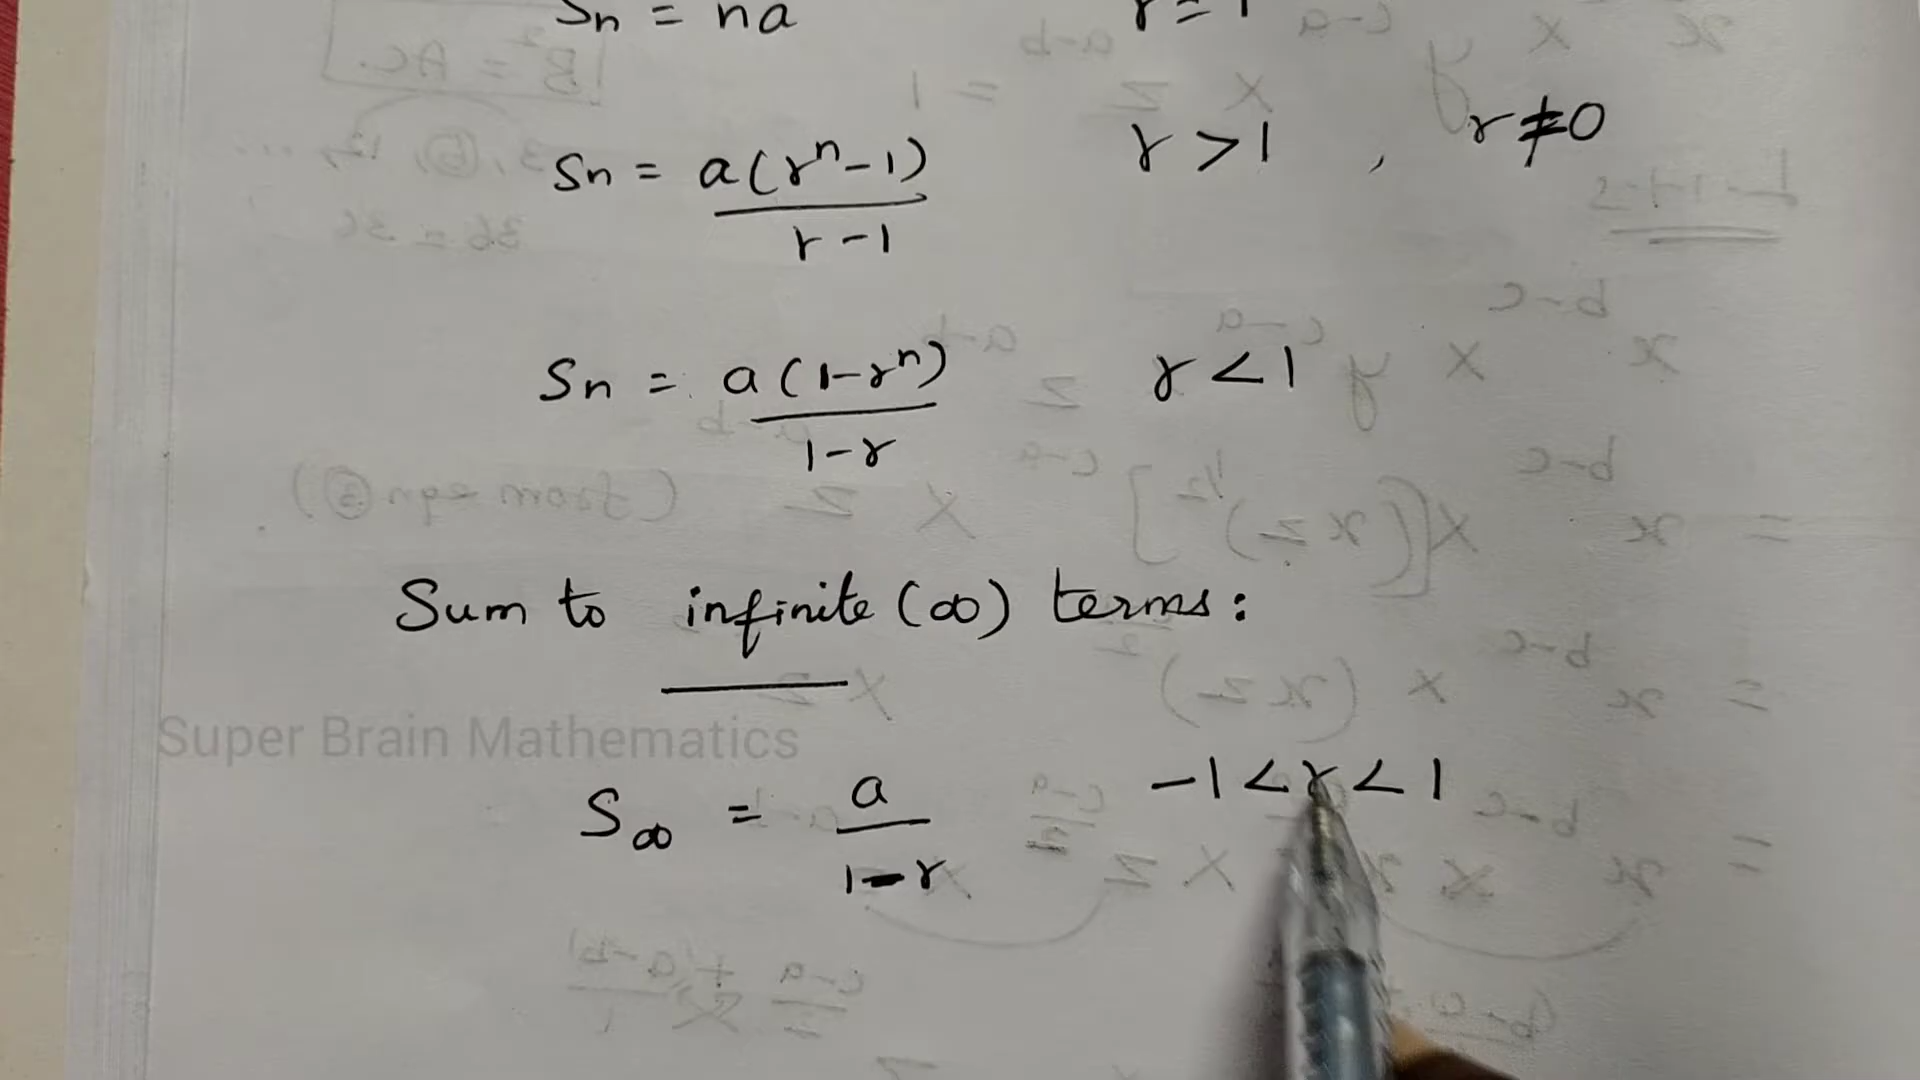 Sn = na r = 1
Sn = a(r^n - 1) / r - 1 r > 1 , r ≠ 0
Sn = a(1 - r^n) / 1 - r r < 1
Sum to infinite (∞) terms:
Super Brain Mathematics
S∞ = a / 1 - r -1 < r < 1